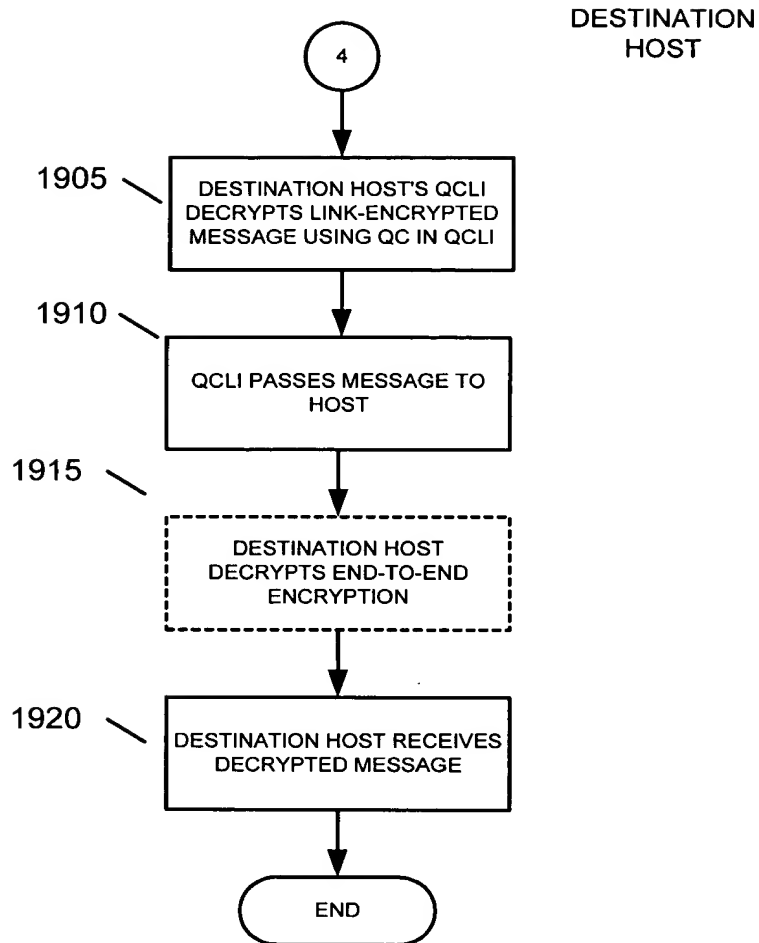 DESTINATION
HOST
4
1905
DESTINATION HOST'S QCLI
DECRYPTS LINK-ENCRYPTED
MESSAGE USING QC IN QCLI
1910
QCLI PASSES MESSAGE TO
HOST
1915
DESTINATION HOST
DECRYPTS END-TO-END
ENCRYPTION
1920
DESTINATION HOST RECEIVES
DECRYPTED MESSAGE
END